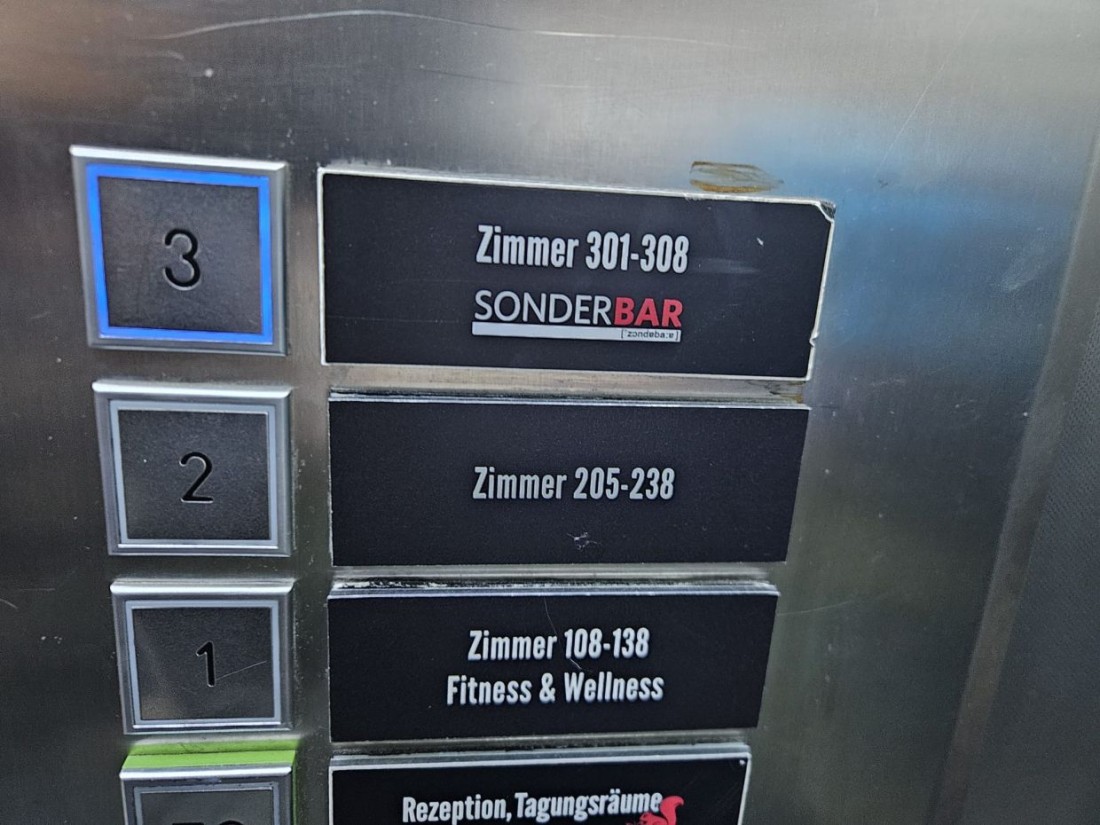 3
Zimmer 301-308
SONDERBAR
2
Zimmer 205-238
1
Zimmer 108-138
Fitness & Wellness
Rezeption, Tagungsräume